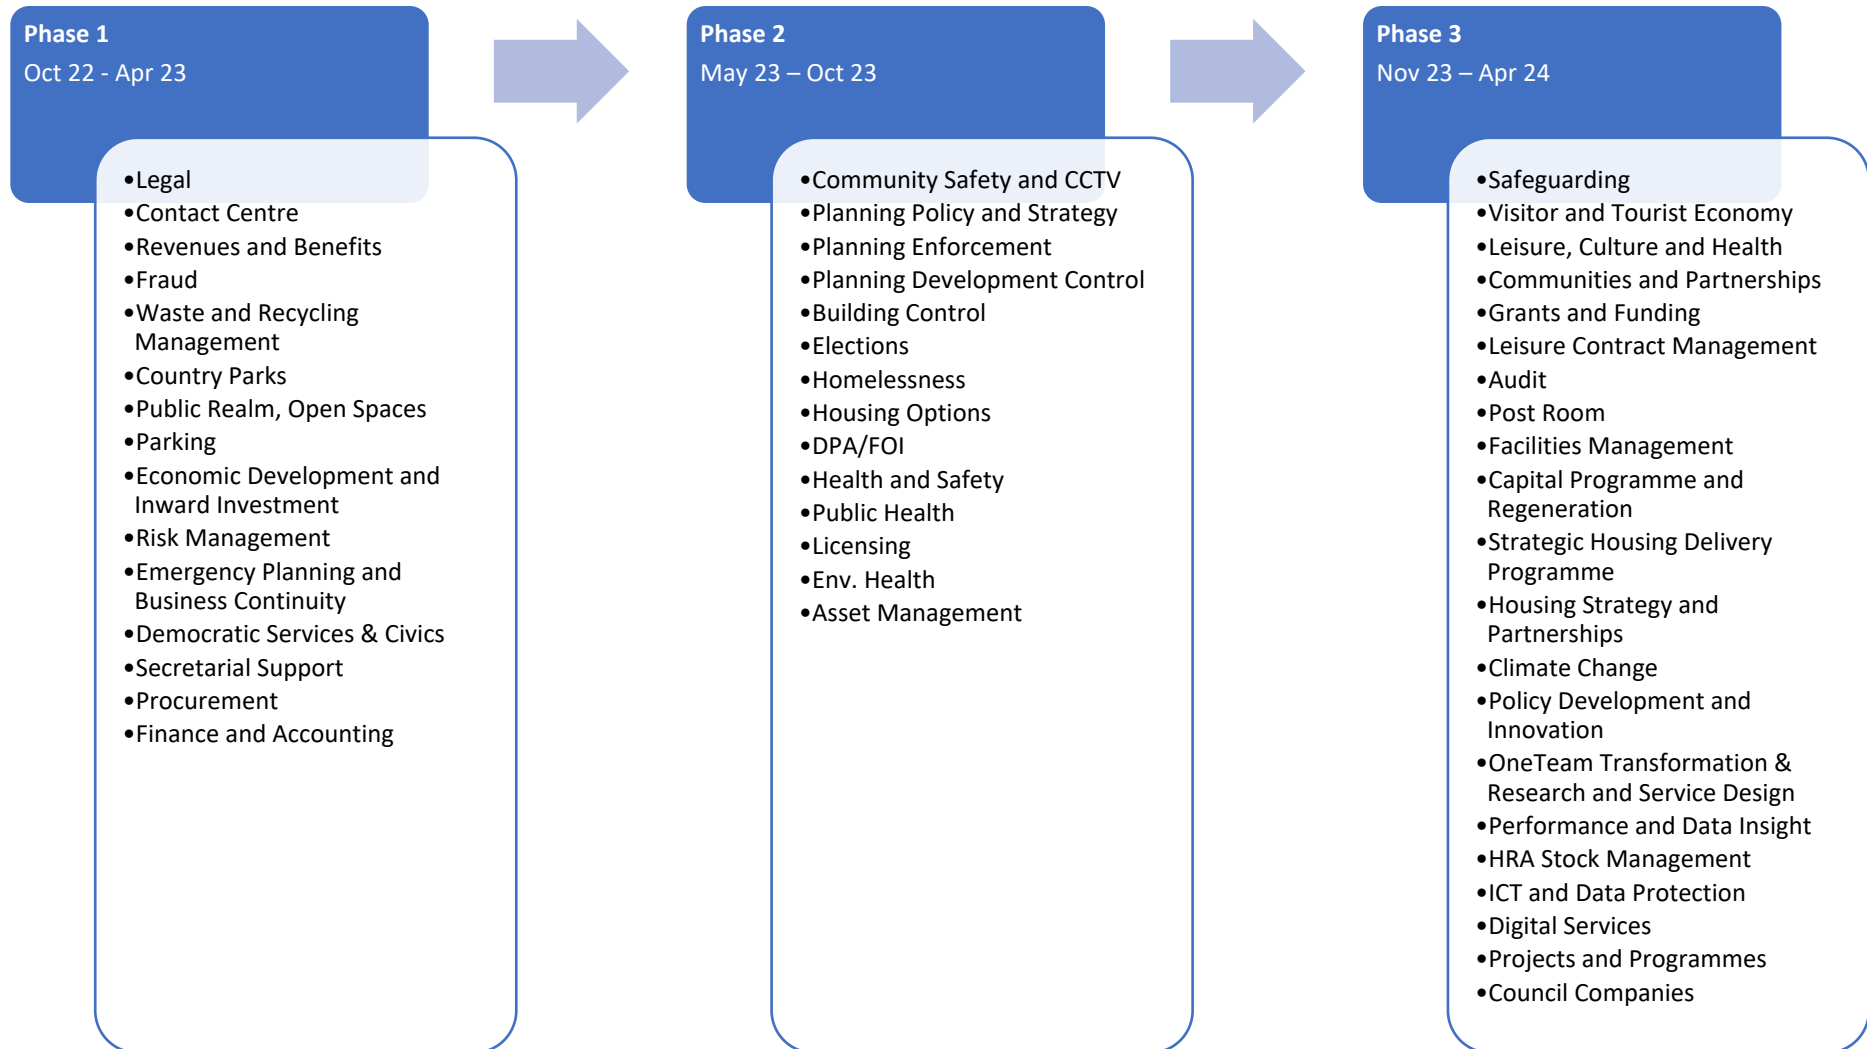 Phase 1
Oct 22 - Apr 23
•Legal
•Contact Centre
•Revenues and Benefits
•Fraud
•Waste and Recycling
Management
•Country Parks
•Public Realm, Open Spaces
•Parking
•Economic Development and
Inward Investment
•Risk Management
•Emergency Planning and
Business Continuity
•Democratic Services & Civics
•Secretarial Support
•Procurement
•Finance and Accounting
Phase 2
May 23 – Oct 23
•Community Safety and CCTV
•Planning Policy and Strategy
•Planning Enforcement
•Planning Development Control
•Building Control
•Elections
•Homelessness
•Housing Options
•DPA/FOI
•Health and Safety
•Public Health
•Licensing
•Env. Health
•Asset Management
Phase 3
Nov 23 – Apr 24
•Safeguarding
•Visitor and Tourist Economy
•Leisure, Culture and Health
•Communities and Partnerships
•Grants and Funding
•Leisure Contract Management
•Audit
•Post Room
•Facilities Management
•Capital Programme and
Regeneration
•Strategic Housing Delivery
Programme
•Housing Strategy and
Partnerships
•Climate Change
•Policy Development and
Innovation
•OneTeam Transformation &
Research and Service Design
•Performance and Data Insight
•HRA Stock Management
•ICT and Data Protection
•Digital Services
•Projects and Programmes
•Council Companies